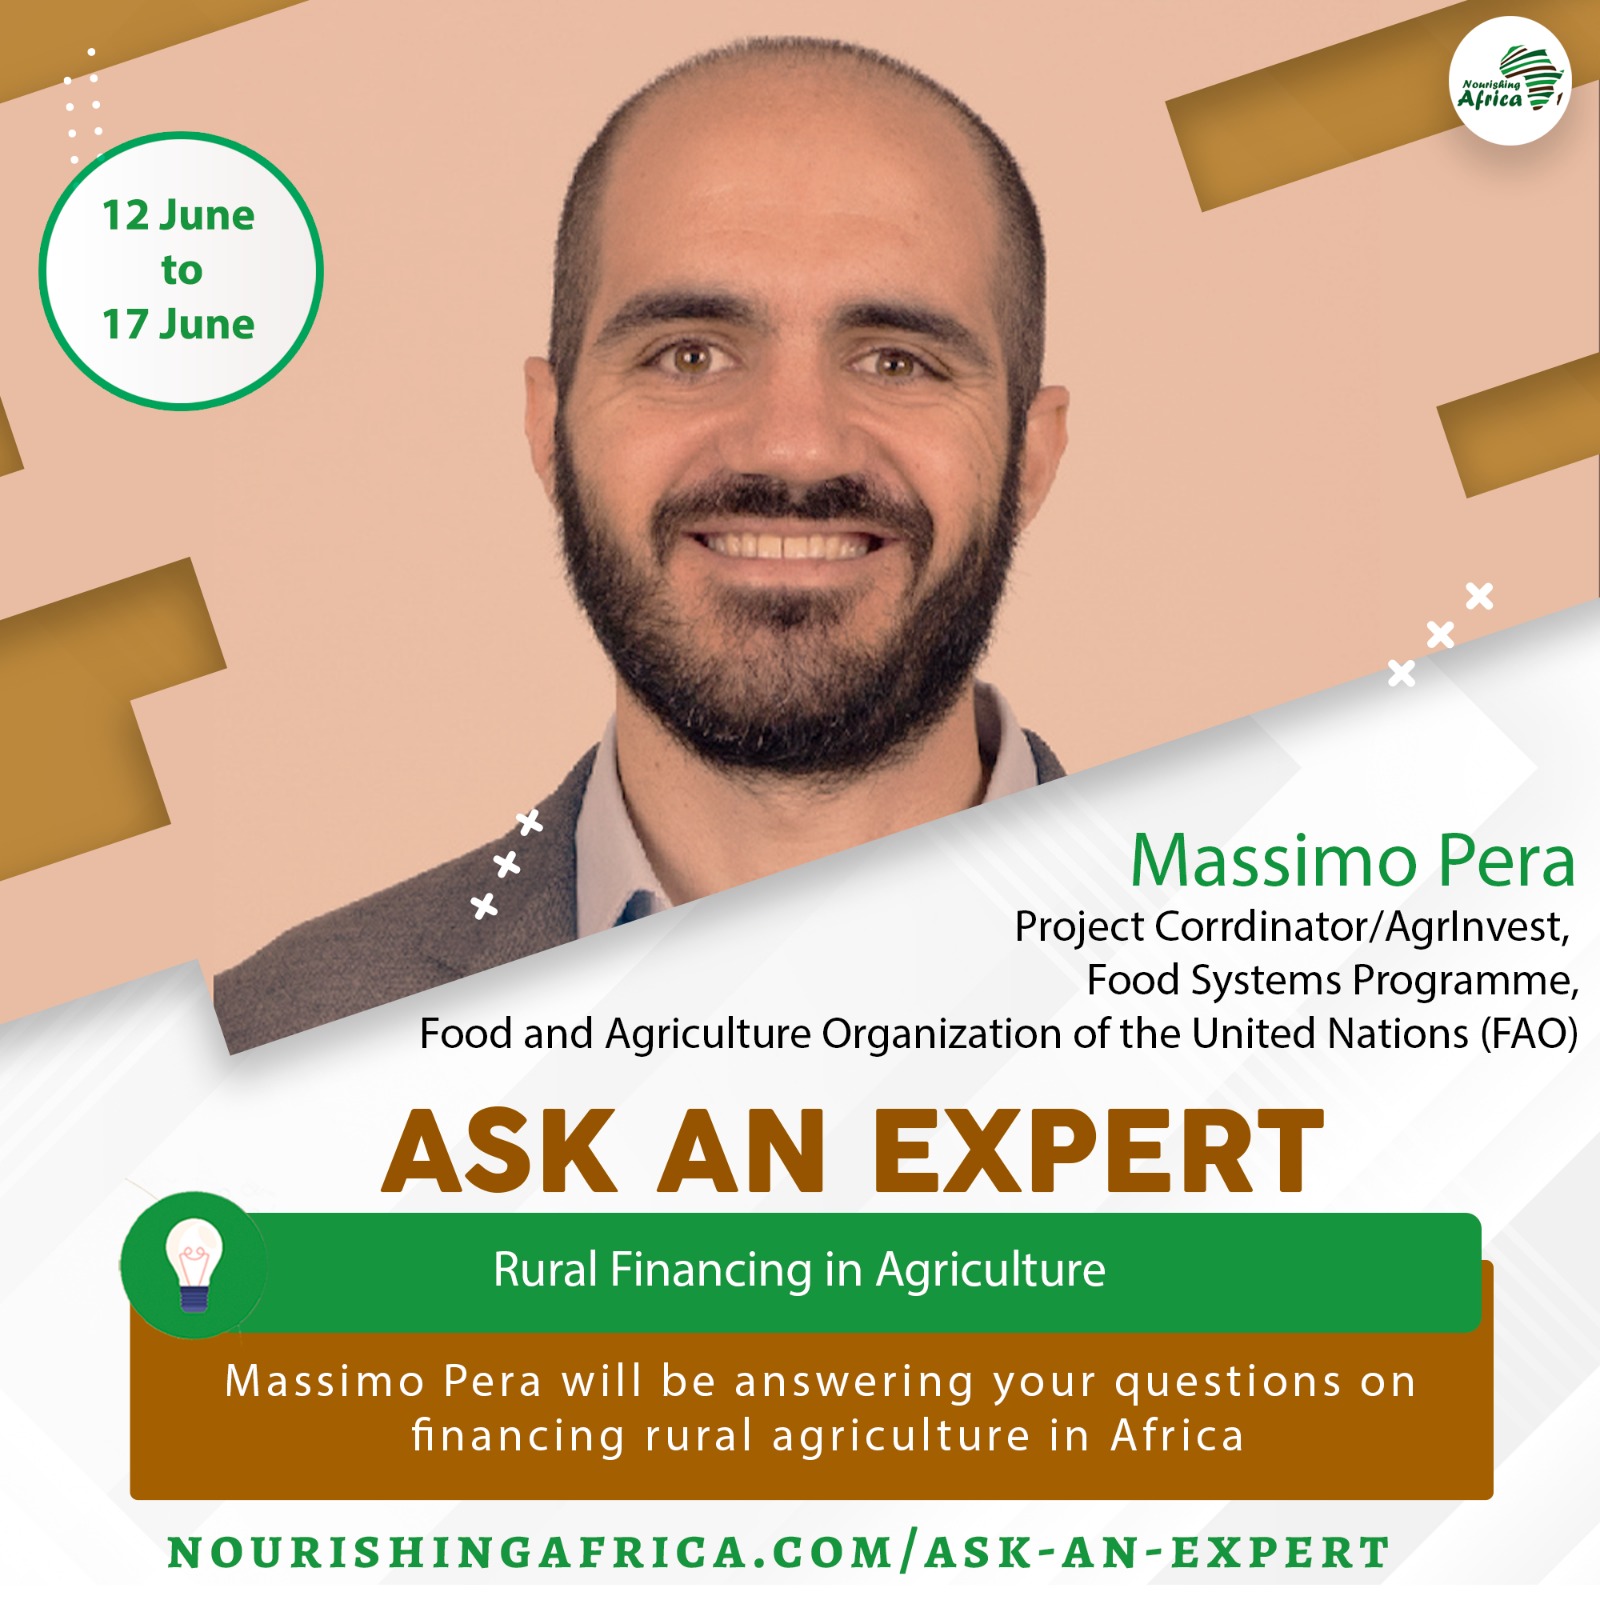 Nourishing
Africa
12 June
to
17 June
Massimo Pera
Project Corrdinator/AgrInvest,
Food Systems Programme,
Food and Agriculture Organization of the United Nations (FAO)
ASK AN EXPERT
Rural Financing in Agriculture
Massimo Pera will be answering your questions on
financing rural agriculture in Africa
NOURISHINGAFRICA.COM/ASK-AN-EXPERT